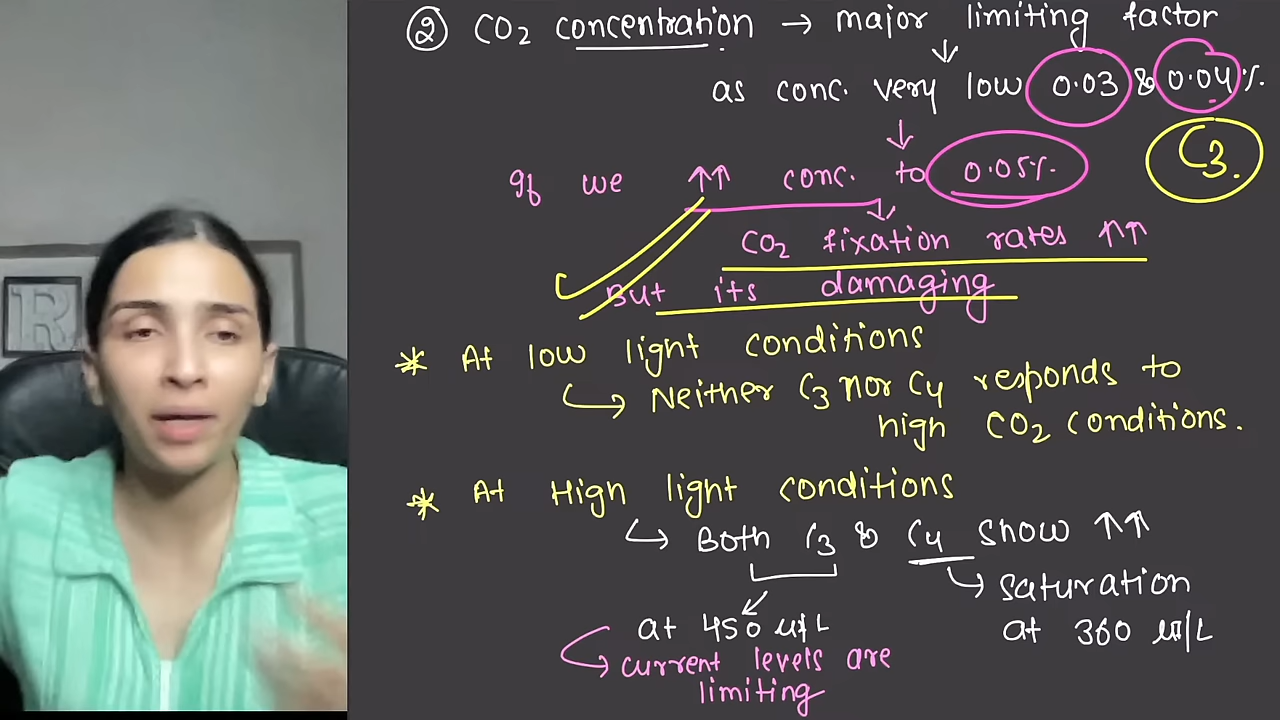 ② CO₂ concentration → major limiting factor
↓
as conc. very low 0.03 & 0.04%.
↓
If we ↑↑ conc. to 0.05%.
C3.
↓
CO₂ fixation rates ↑↑
But its damaging
* At low light conditions
↳ Neither C3 nor C4 responds to
high CO2 conditions.
* At High light conditions
↳ Both C3 & C4 show ↑↑
↳ saturation
at 450 µl/L
at 360 µl/L
↳ current levels are
limiting
R